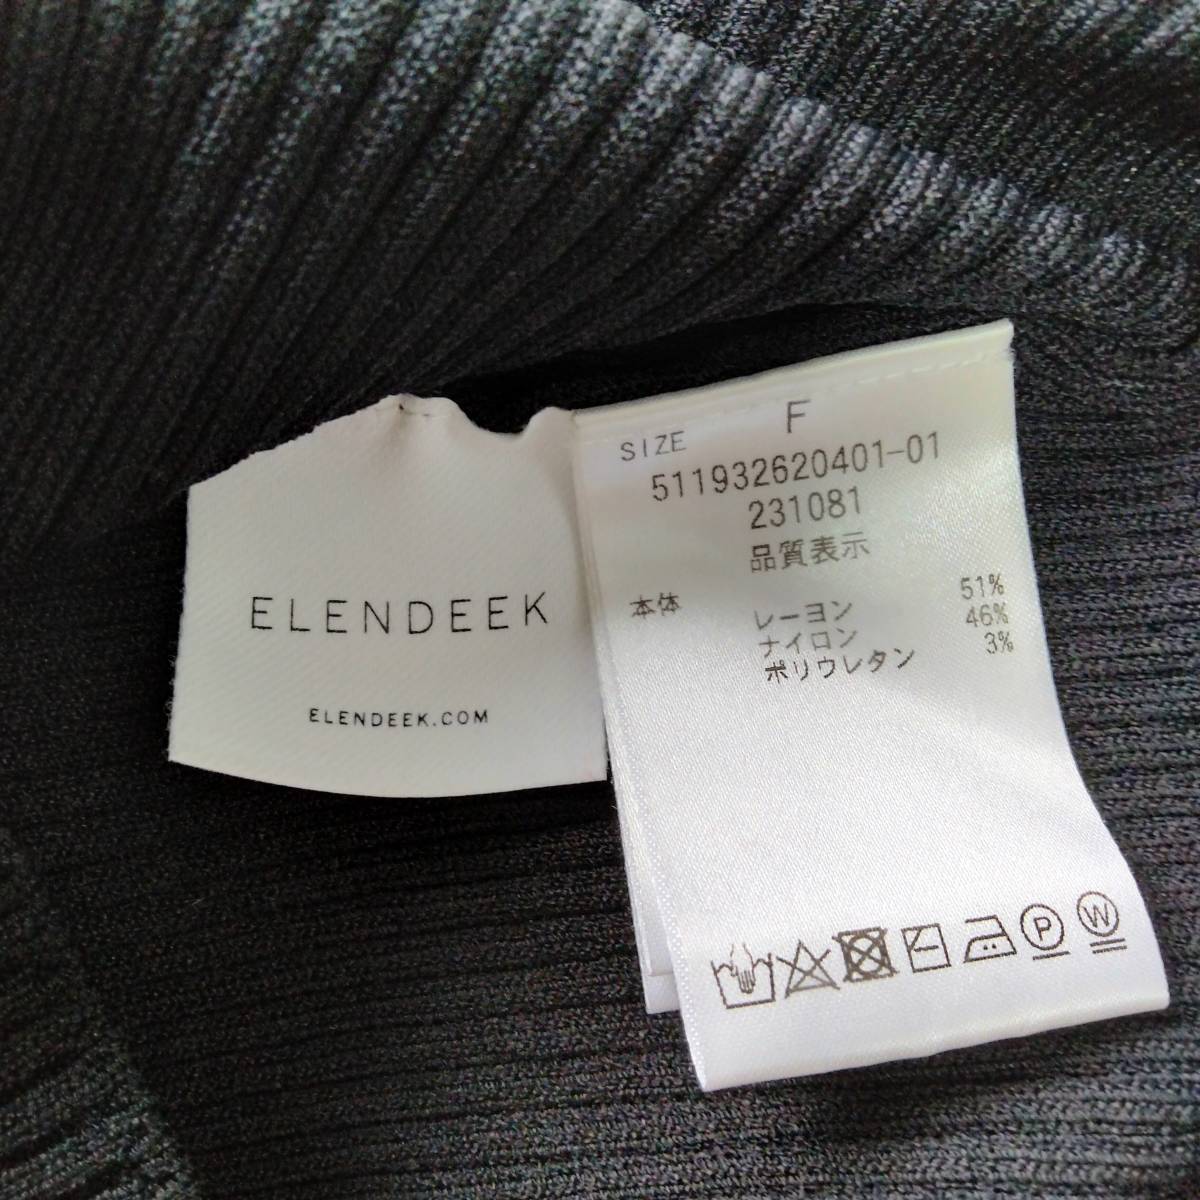 ELENDEEK
ELENDEEK.COM
SIZE F
511932620401-01
231081
品質表示
本体 レーヨン 51%
ナイロン 46%
ポリウレタン 3%
P
W